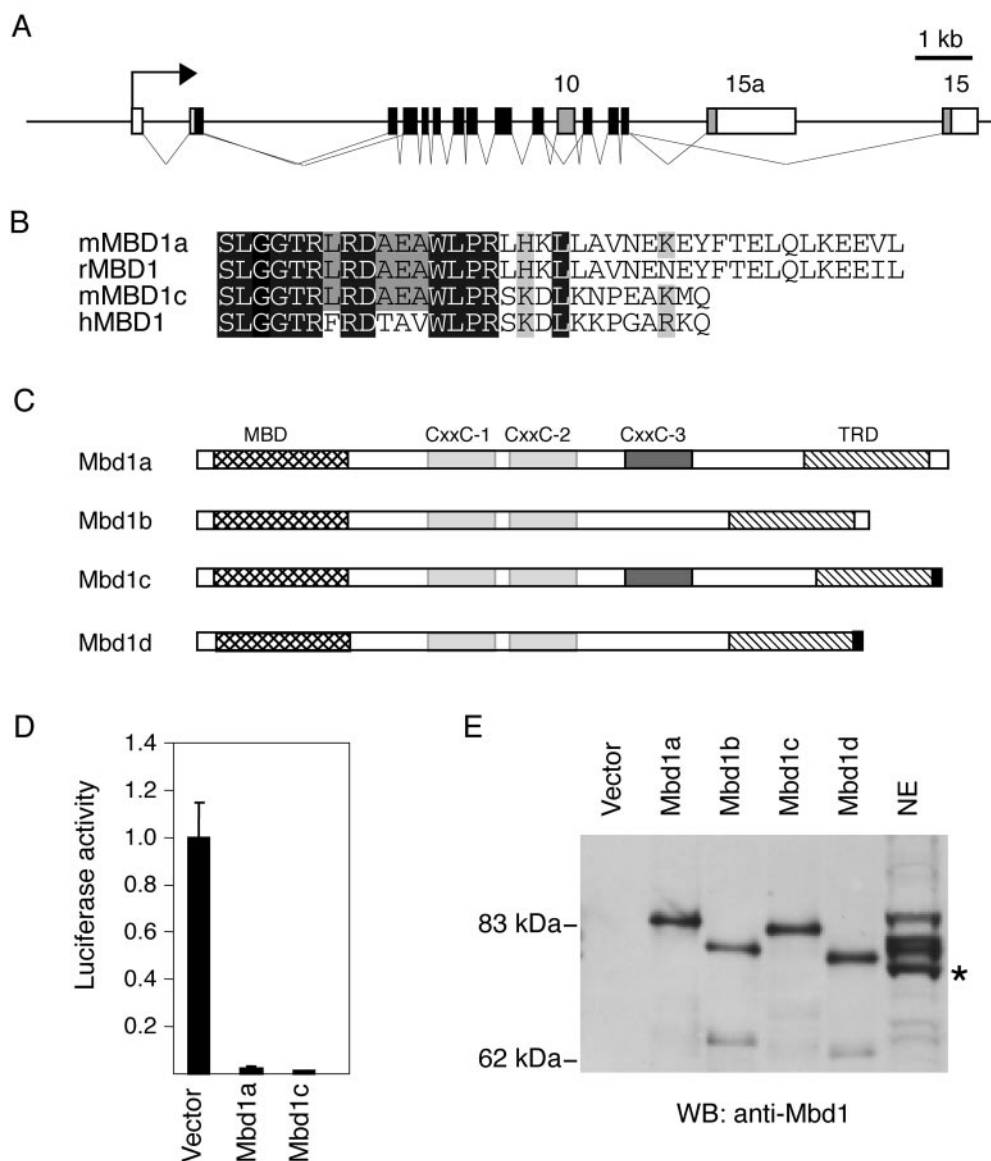 A
1 kb
10 15a 15
B
mMBD1a SLGGTRLRDAEAWLPRLHKLLAVNEKEYFTELQLKEEVL
rMBD1 SLGGTRLRDAEAWLPRLHKLLAVNENEYFTELQLKEEIL
mMBD1c SLGGTRLRDAEAWLPRSKDLKNPEAKMQ
hMBD1 SLGGTRFRDTAVWLPRSKDLKKPGARKQ
C
MBD CxxC-1 CxxC-2 CxxC-3 TRD
Mbd1a
Mbd1b
Mbd1c
Mbd1d
D
Luciferase activity
1.4
1.2
1.0
0.8
0.6
0.4
0.2
Vector
Mbd1a
Mbd1c
E
Vector
Mbd1a
Mbd1b
Mbd1c
Mbd1d
NE
83 kDa–
*
62 kDa–
WB: anti-Mbd1